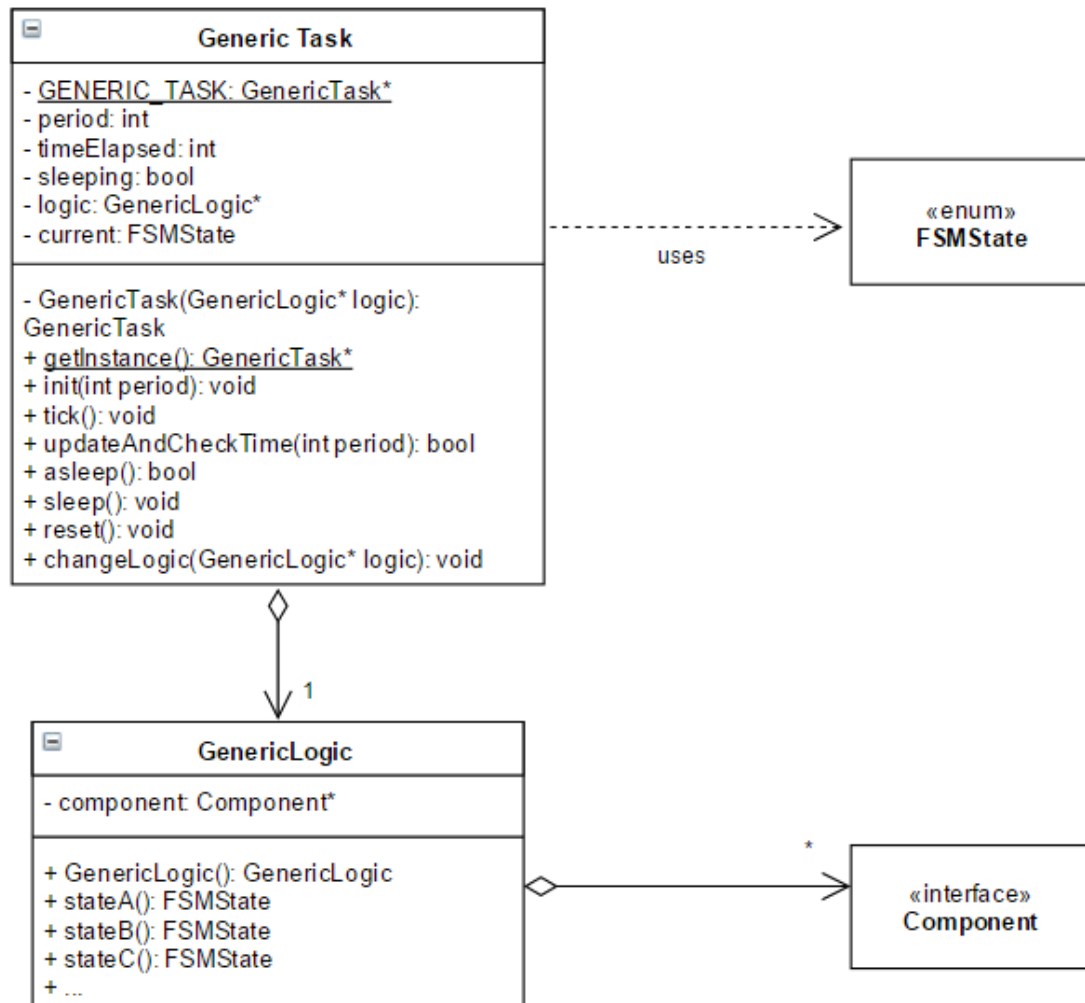 Generic Task
- GENERIC_TASK: GenericTask*
- period: int
- timeElapsed: int
- sleeping: bool
- logic: GenericLogic*
- current: FSMState
- GenericTask(GenericLogic* logic):
GenericTask
+ getInstance(): GenericTask*
+ init(int period): void
+ tick(): void
+ updateAndCheckTime(int period): bool
+ asleep(): bool
+ sleep(): void
+ reset(): void
+ changeLogic(GenericLogic* logic): void
uses
«enum»
FSMState
1
GenericLogic
- component: Component*
+ GenericLogic(): GenericLogic
+ stateA(): FSMState
+ stateB(): FSMState
+ stateC(): FSMState
+ ...
*
«interface»
Component